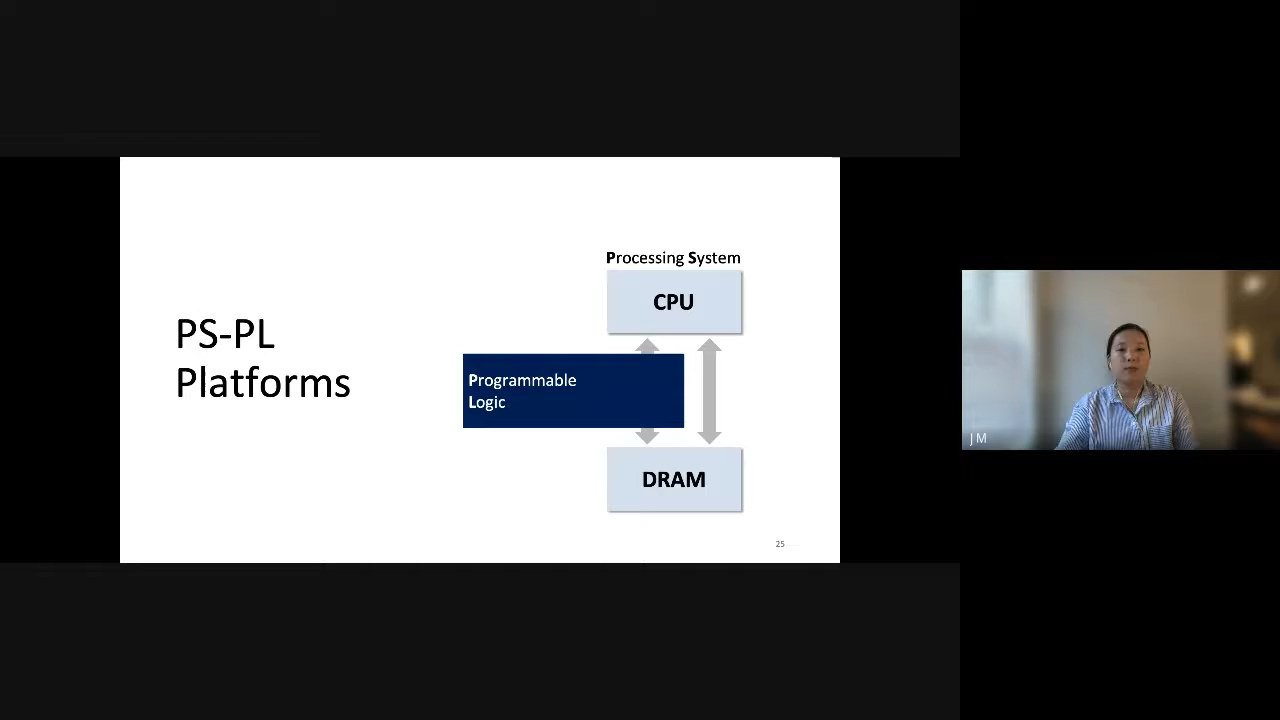 PS-PL
Platforms
Processing System
CPU
Programmable
Logic
DRAM
25
J M